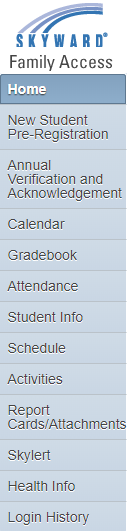 SKYWARD®
Family Access
Home
New Student
Pre-Registration
Annual
Verification and
Acknowledgement
Calendar
Gradebook
Attendance
Student Info
Schedule
Activities
Report
Cards/Attachments
Skylert
Health Info
Login History